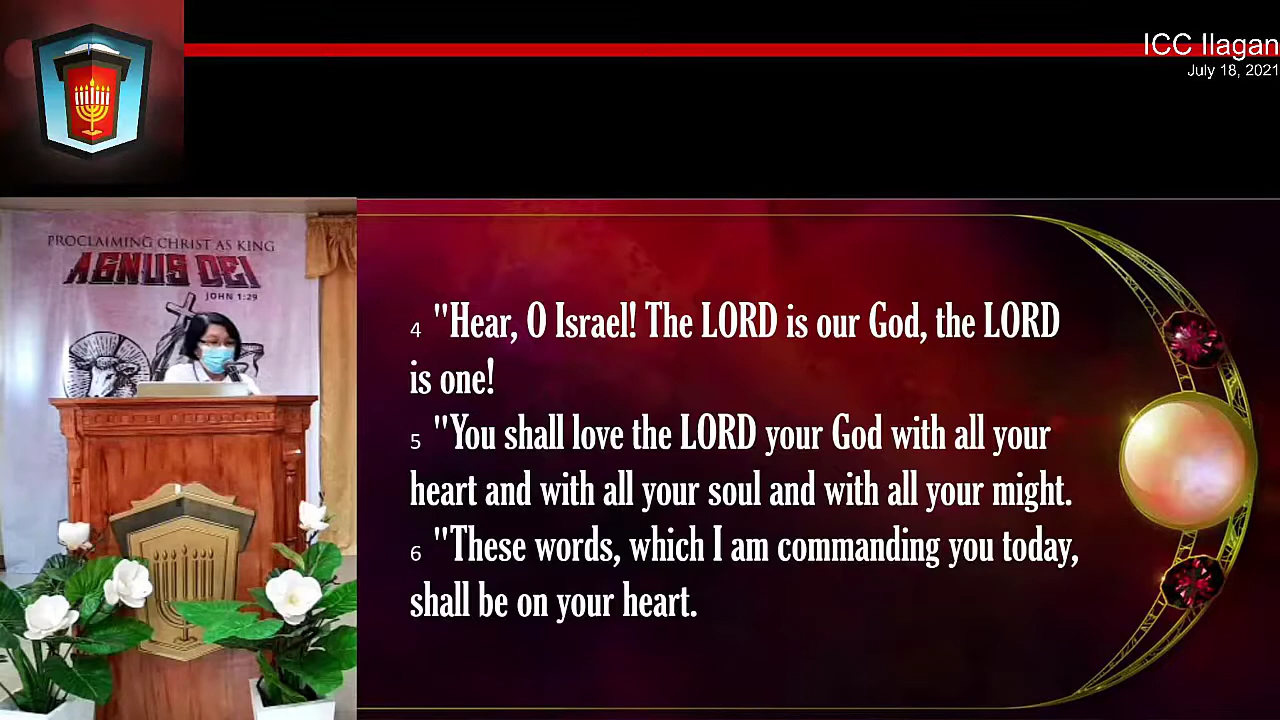 ICC Ilagan
July 18, 2021
PROCLAIMING CHRIST AS KING
AGNUS DEI
JOHN 1:29
4 "Hear, O Israel! The LORD is our God, the LORD
is one!
5 "You shall love the LORD your God with all your
heart and with all your soul and with all your might.
6 "These words, which I am commanding you today,
shall be on your heart.